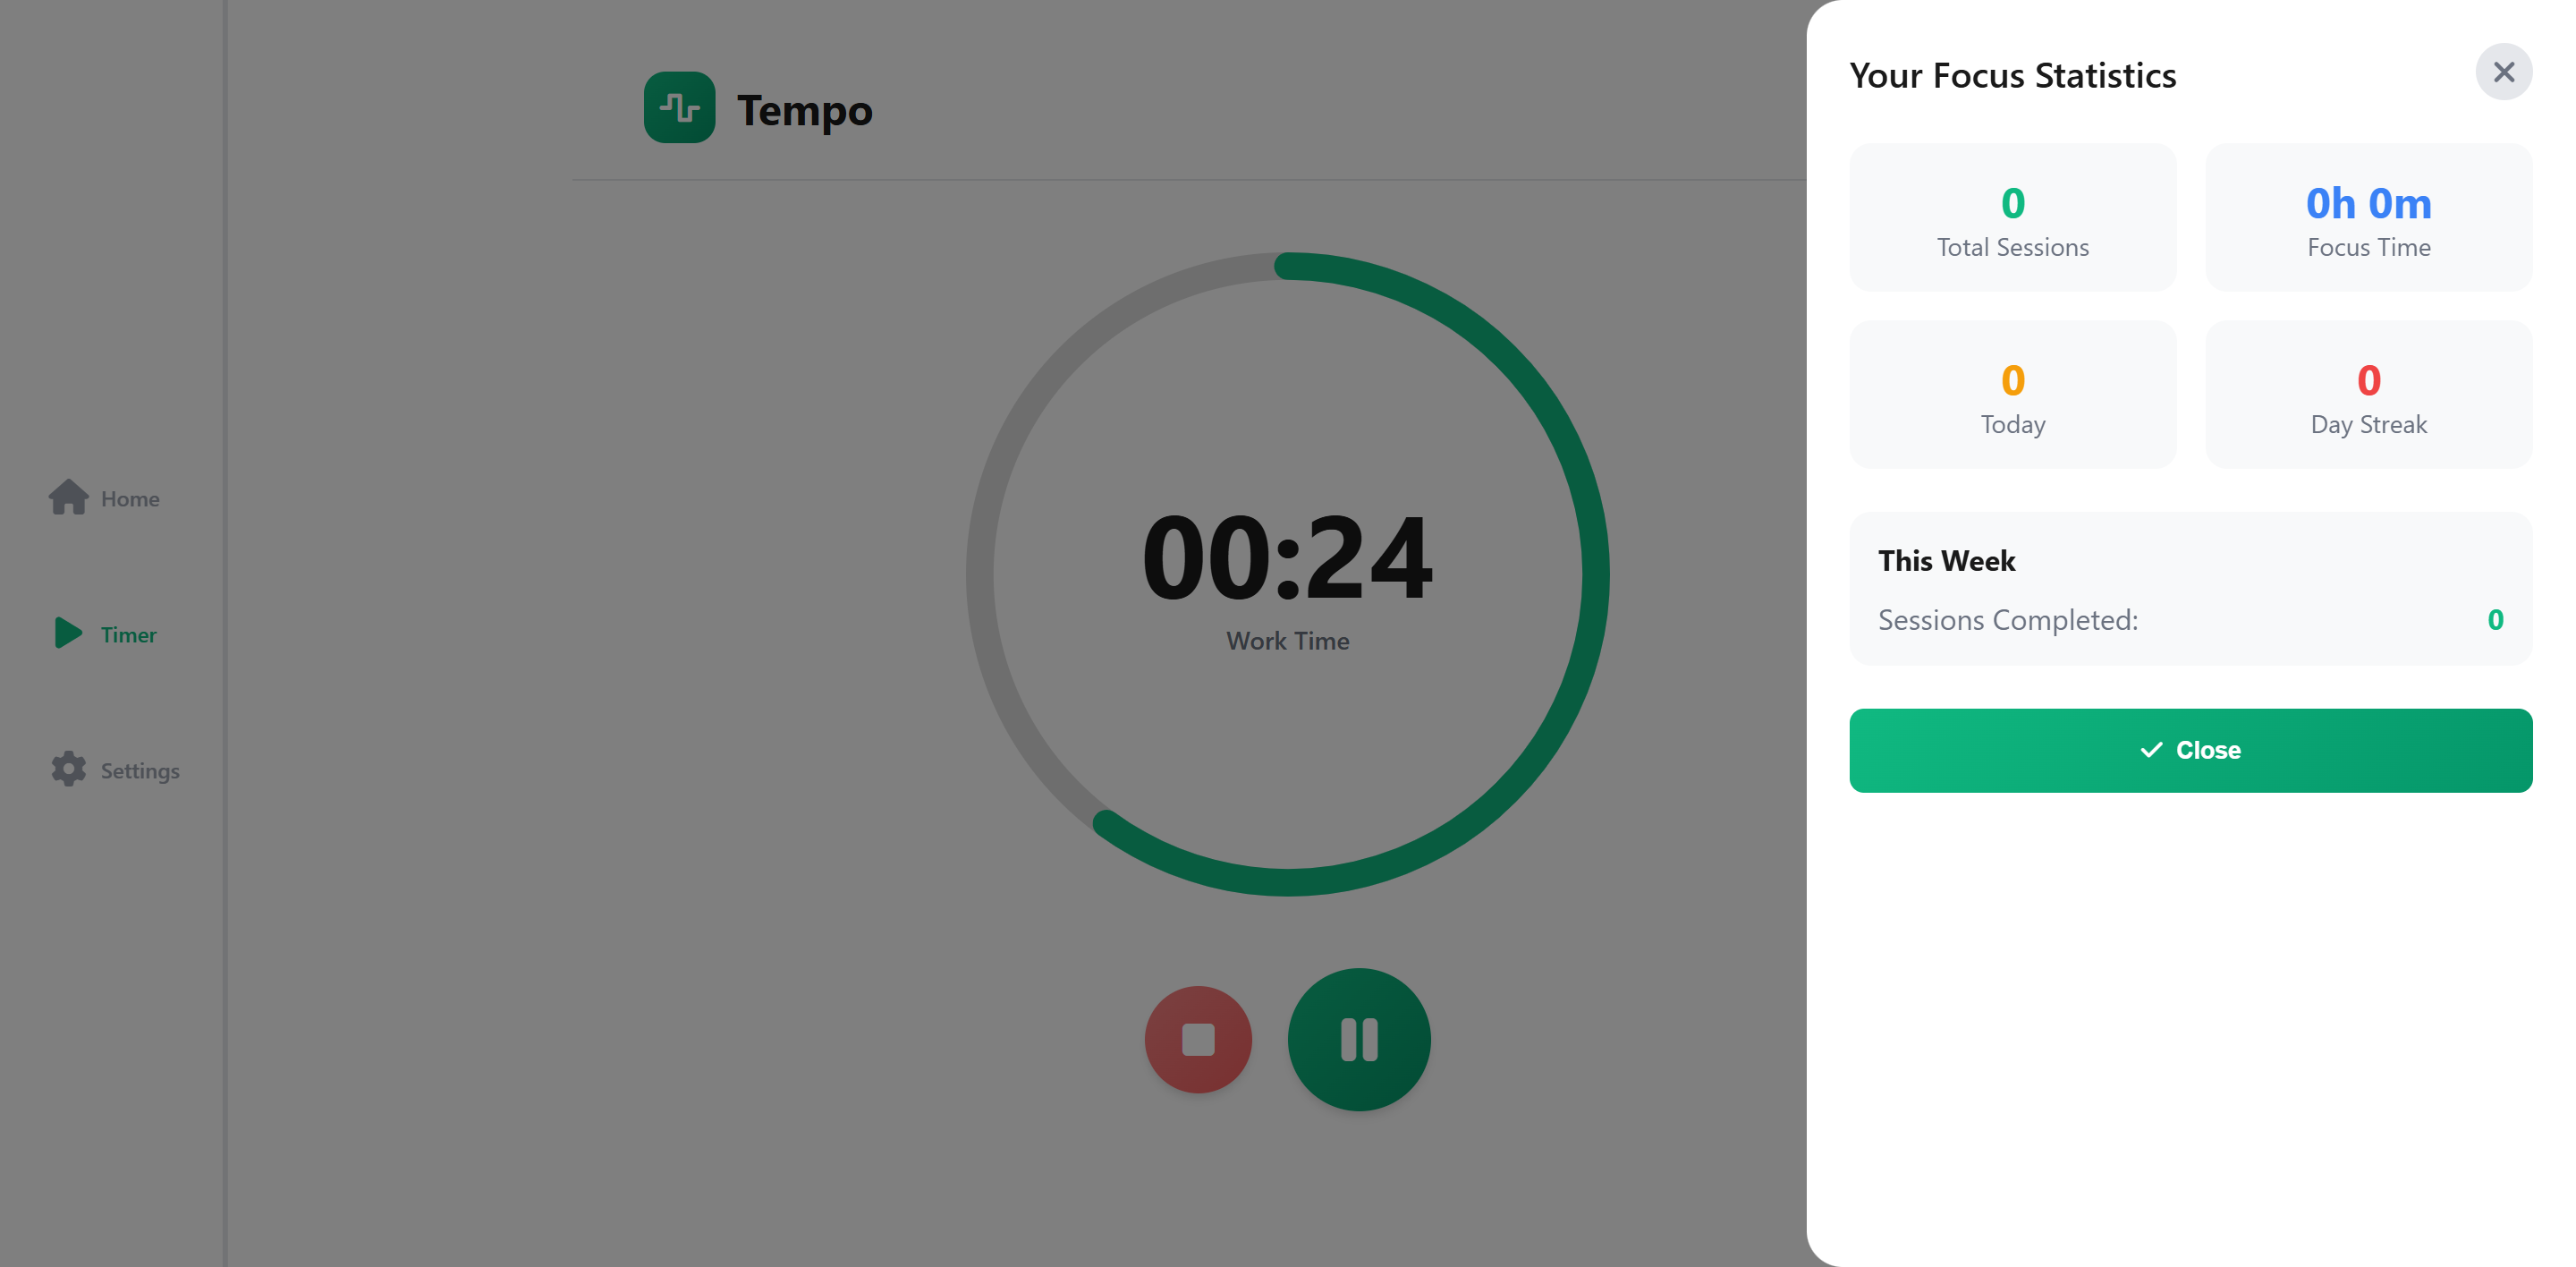 Tempo
Home
Timer
Settings
00:24
Work Time
Your Focus Statistics
0
Total Sessions
0h 0m
Focus Time
0
Today
0
Day Streak
This Week
Sessions Completed: 0
Close